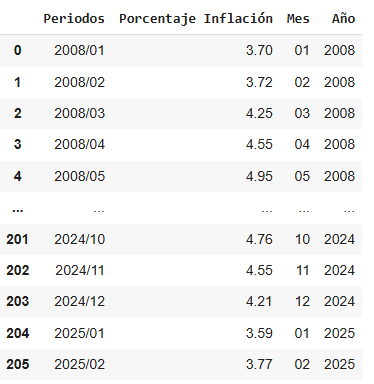 Periodos Porcentaje Inflación Mes Año
0 2008/01 3.70 01 2008
1 2008/02 3.72 02 2008
2 2008/03 4.25 03 2008
3 2008/04 4.55 04 2008
4 2008/05 4.95 05 2008
... ... ... ... ...
201 2024/10 4.76 10 2024
202 2024/11 4.55 11 2024
203 2024/12 4.21 12 2024
204 2025/01 3.59 01 2025
205 2025/02 3.77 02 2025